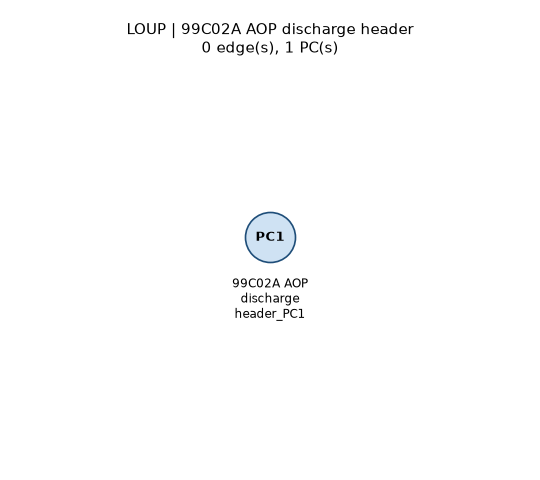 LOUP | 99C02A AOP discharge header
0 edge(s), 1 PC(s)
PC1
99C02A AOP
discharge
header_PC1